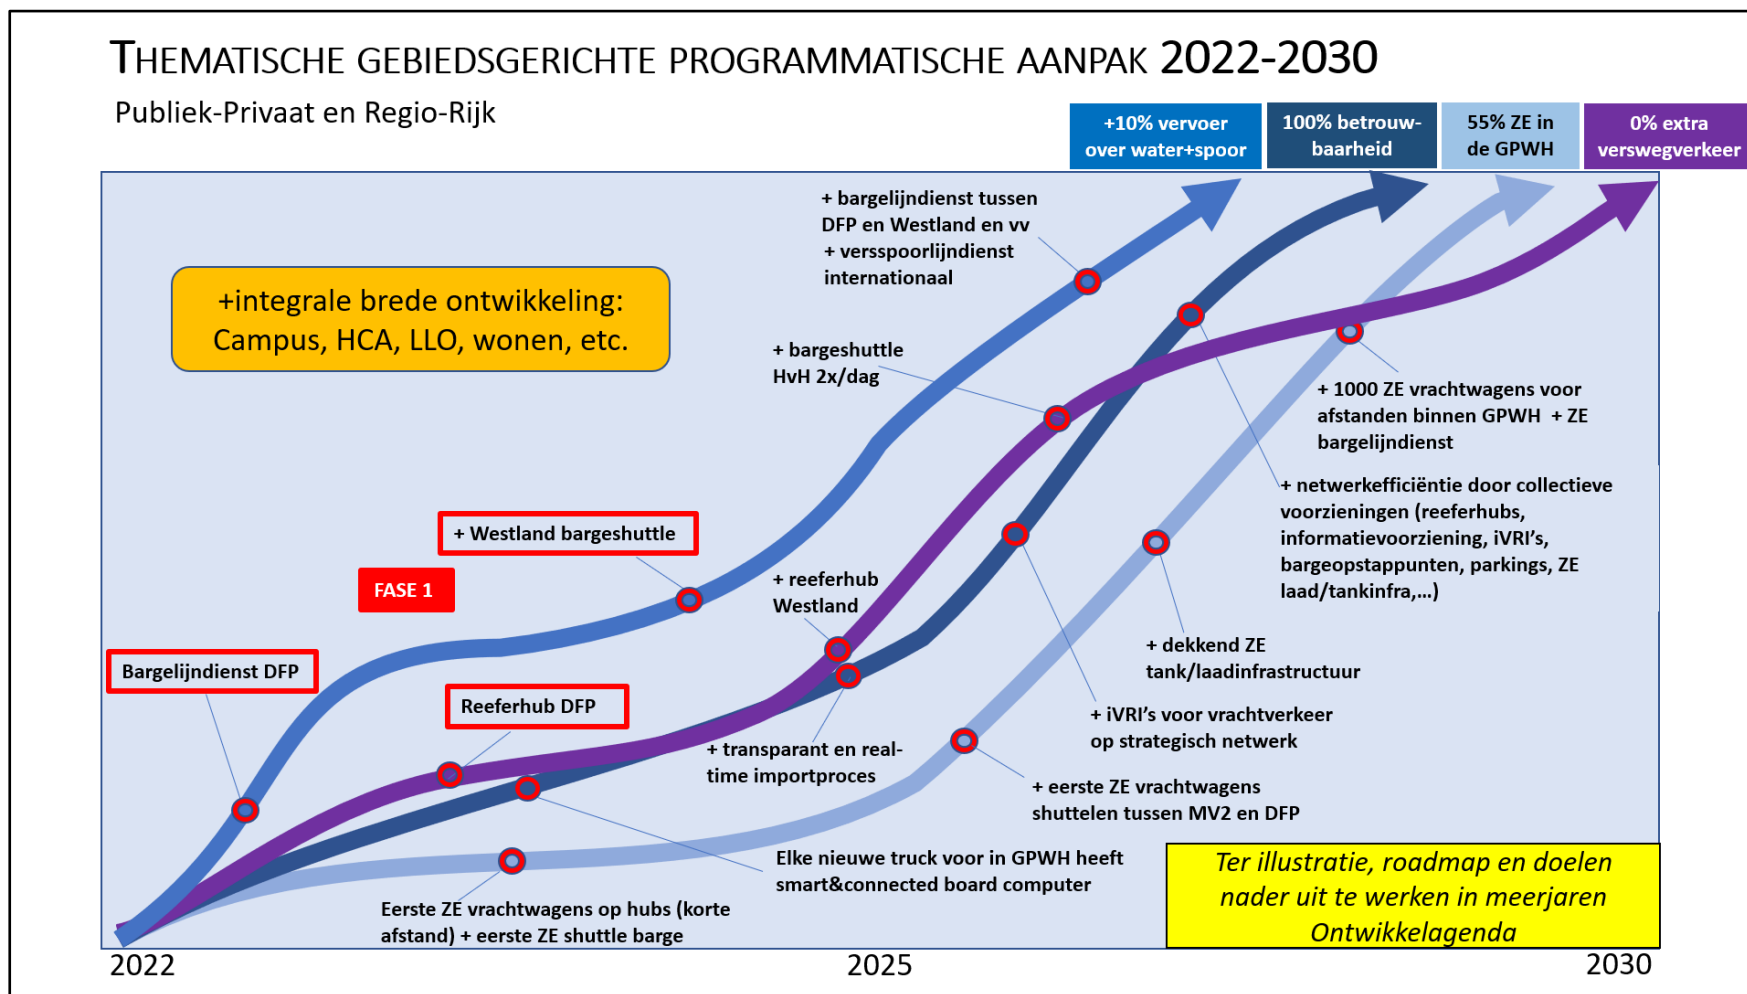 THEMATISCHE GEBIEDSGERICHTE PROGRAMMATISCHE AANPAK 2022-2030
Publiek-Privaat en Regio-Rijk
+10% vervoer
over water+spoor
100% betrouw-
baarheid
55% ZE in
de GPWH
0% extra
verswegverkeer
+ bargelijndienst tussen
DFP en Westland en vv
+ versspoorlijndienst
internationaal
+integrale brede ontwikkeling:
Campus, HCA, LLO, wonen, etc.
+ bargeshuttle
HvH 2x/dag
+ 1000 ZE vrachtwagens voor
afstanden binnen GPWH + ZE
bargelijndienst
+ netwerkefficiëntie door collectieve
voorzieningen (reeferhubs,
informatievoorziening, iVRI's,
bargeopstappunten, parkings, ZE
laad/tankinfra,...)
+ Westland bargeshuttle
FASE 1
+ reeferhub
Westland
Bargelijndienst DFP
+ dekkend ZE
tank/laadinfrastructuur
Reeferhub DFP
+ iVRI's voor vrachtverkeer
op strategisch netwerk
+ transparant en real-
time importproces
+ eerste ZE vrachtwagens
shuttelen tussen MV2 en DFP
Elke nieuwe truck voor in GPWH heeft
smart&connected board computer
Eerste ZE vrachtwagens op hubs (korte
afstand) + eerste ZE shuttle barge
Ter illustratie, roadmap en doelen
nader uit te werken in meerjaren
Ontwikkelagenda
2022
2025
2030